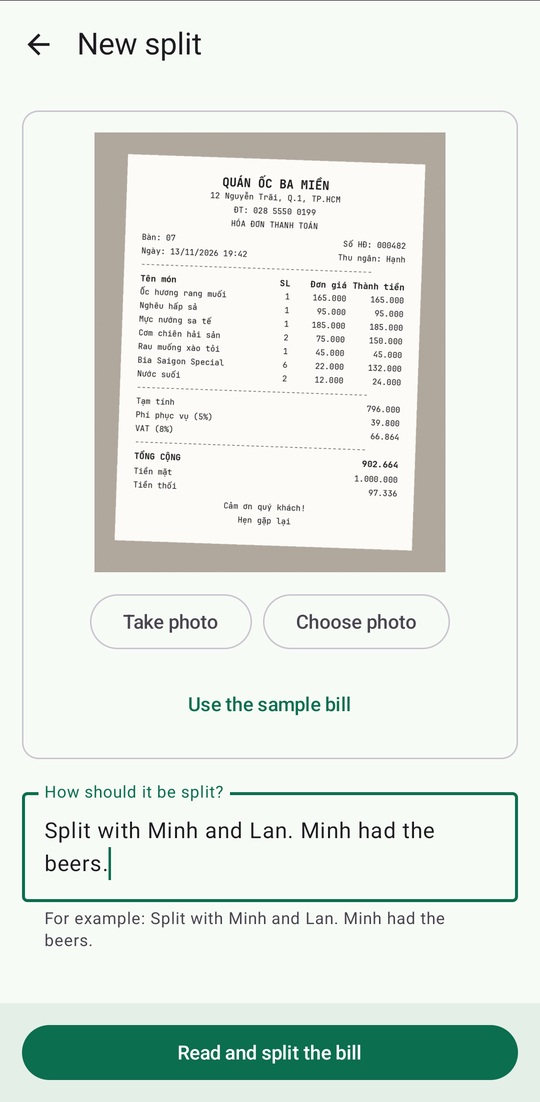 New split
QUÁN ỐC BA MIỀN
12 Nguyễn Trãi, Q.1, TP.HCM
ĐT: 028 5550 0199
HÓA ĐƠN THANH TOÁN
Bàn: 07 Số HĐ: 000482
Ngày: 13/11/2026 19:42 Thu ngân: Hạnh
Tên món SL Đơn giá Thành tiền
Ốc hương rang muối 1 165.000 165.000
Nghêu hấp sả 1 95.000 95.000
Mực nướng sa tế 1 185.000 185.000
Cơm chiên hải sản 2 75.000 150.000
Rau muống xào tỏi 1 45.000 45.000
Bia Saigon Special 6 22.000 132.000
Nước suối 2 12.000 24.000
Tạm tính 796.000
Phí phục vụ (5%) 39.800
VAT (8%) 66.864
TỔNG CỘNG 902.664
Tiền mặt 1.000.000
Tiền thối 97.336
Cảm ơn quý khách!
Hẹn gặp lại
Take photo Choose photo
Use the sample bill
How should it be split?
Split with Minh and Lan. Minh had the
beers.
For example: Split with Minh and Lan. Minh had the
beers.
Read and split the bill